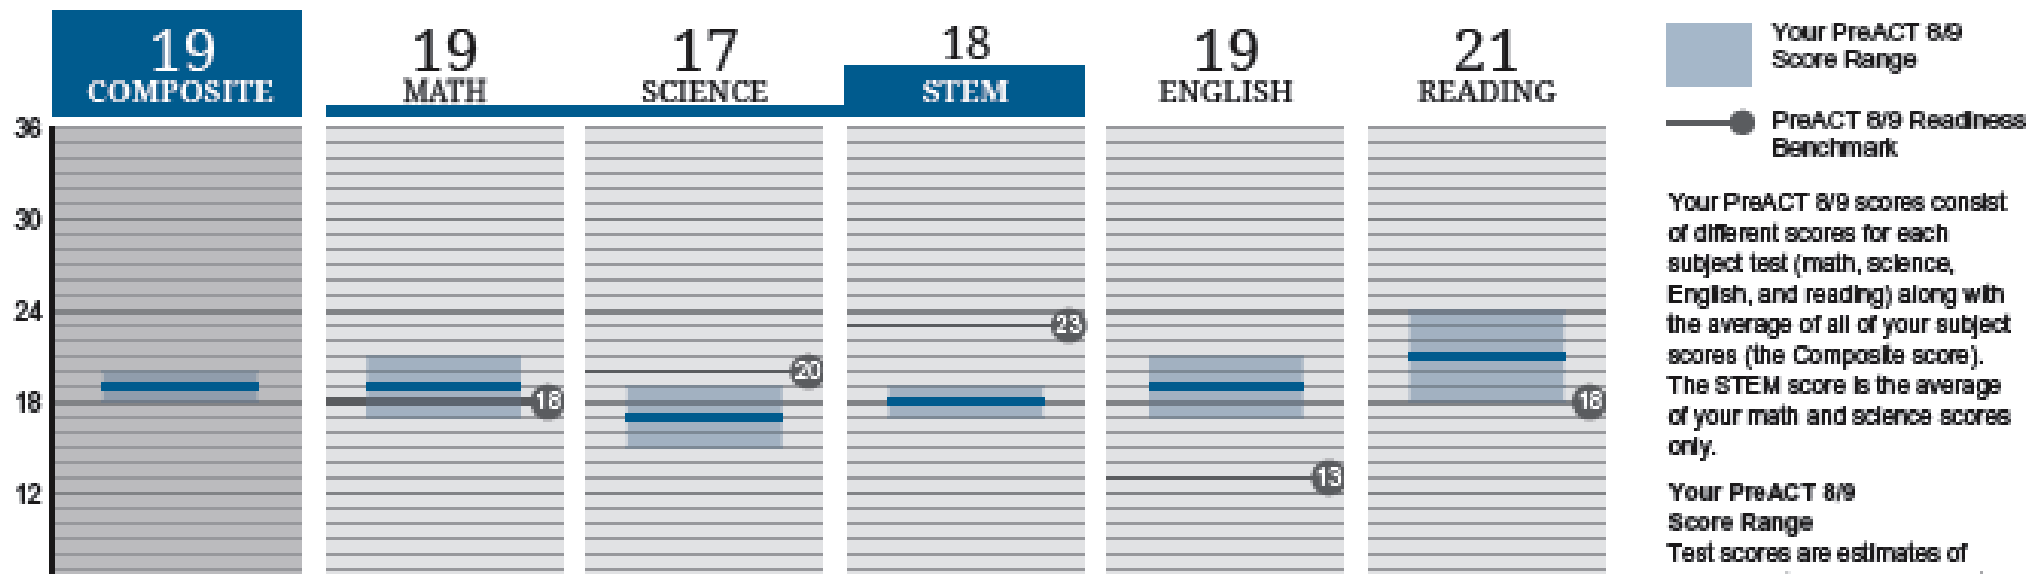 19
COMPOSITE
19
MATH
17
SCIENCE
18
STEM
19
ENGLISH
21
READING
36
30
24
18
12
18
20
23
13
18
Your PreACT 8/9
Score Range
PreACT 8/9 Readiness
Benchmark
Your PreACT 8/9 scores consist
of different scores for each
subject test (math, science,
English, and reading) along with
the average of all of your subject
scores (the Composite score).
The STEM score is the average
of your math and science scores
only.
Your PreACT 8/9
Score Range
Test scores are estimates of